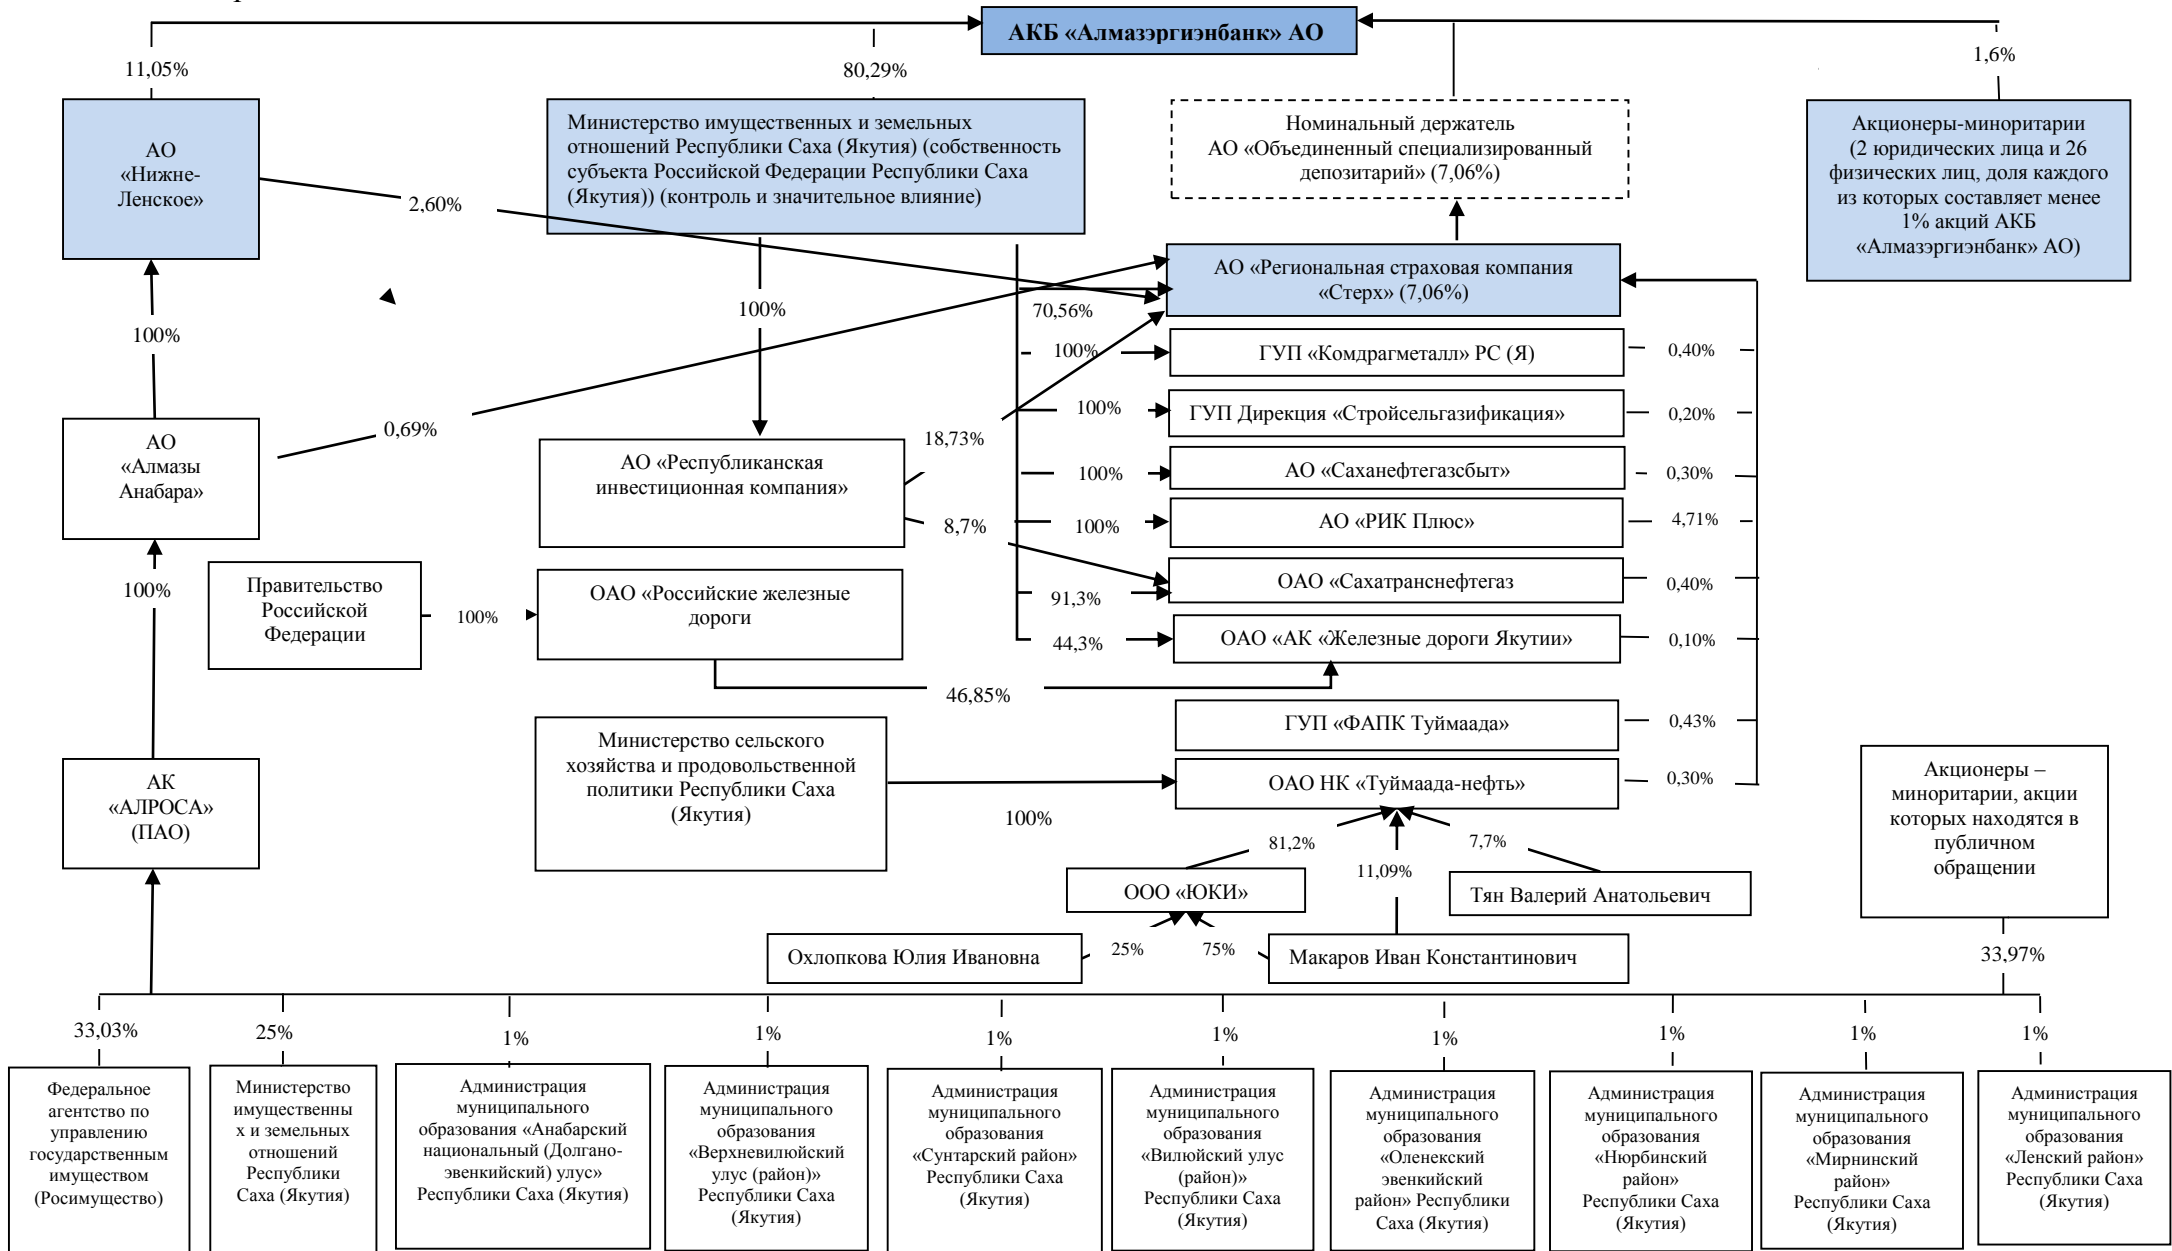 АКБ «Алмазэргиэнбанк» АО
11,05%
80,29%
1,6%
АО
«Нижне-
Ленское»
Министерство имущественных и земельных
отношений Республики Саха (Якутия) (собственность
субъекта Российской Федерации Республики Саха
(Якутия)) (контроль и значительное влияние)
Номинальный держатель
АО «Объединенный специализированный
депозитарий» (7,06%)
Акционеры-миноритарии
(2 юридических лица и 26
физических лиц, доля каждого
из которых составляет менее
1% акций АКБ
«Алмазэргиэнбанк» АО)
2,60%
АО «Региональная страховая компания
«Стерх» (7,06%)
100%
70,56%
100%
100%
ГУП «Комдрагметалл» РС (Я)
0,40%
0,69%
100%
ГУП Дирекция «Стройсельгазификация»
0,20%
АО
«Алмазы
Анабара»
АО «Республиканская
инвестиционная компания»
18,73%
100%
АО «Саханефтегазсбыт»
0,30%
8,7%
100%
АО «РИК Плюс»
4,71%
100%
Правительство
Российской
Федерации
100%
ОАО «Российские железные
дороги
91,3%
ОАО «Сахатранснефтегаз
0,40%
44,3%
ОАО «АК «Железные дороги Якутии»
0,10%
46,85%
ГУП «ФАПК Туймаада»
0,43%
АК
«АЛРОСА»
(ПАО)
Министерство сельского
хозяйства и продовольственной
политики Республики Саха
(Якутия)
100%
ОАО НК «Туймаада-нефть»
0,30%
Акционеры –
миноритарии, акции
которых находятся в
публичном
обращении
81,2%
11,09%
7,7%
ООО «ЮКИ»
Тян Валерий Анатольевич
Охлопкова Юлия Ивановна
25%
75%
Макаров Иван Константинович
33,97%
33,03%
25%
1%
1%
1%
1%
1%
1%
1%
1%
Федеральное
агентство по
управлению
государственным
имуществом
(Росимущество)
Министерство
имущественны
х и земельных
отношений
Республики
Саха (Якутия)
Администрация
муниципального
образования «Анабарский
национальный (Долгано-
эвенкийский) улус»
Республики Саха (Якутия)
Администрация
муниципального
образования
«Верхневилюйский
улус (район)»
Республики Саха
(Якутия)
Администрация
муниципального
образования
«Сунтарский район»
Республики Саха
(Якутия)
Администрация
муниципального
образования
«Вилюйский улус
(район)»
Республики Саха
(Якутия)
Администрация
муниципального
образования
«Оленекский
эвенкийский
район» Республики
Саха (Якутия)
Администрация
муниципального
образования
«Нюрбинский
район»
Республики Саха
(Якутия)
Администрация
муниципального
образования
«Мирнинский
район»
Республики Саха
(Якутия)
Администрация
муниципального
образования
«Ленский район»
Республики Саха
(Якутия)